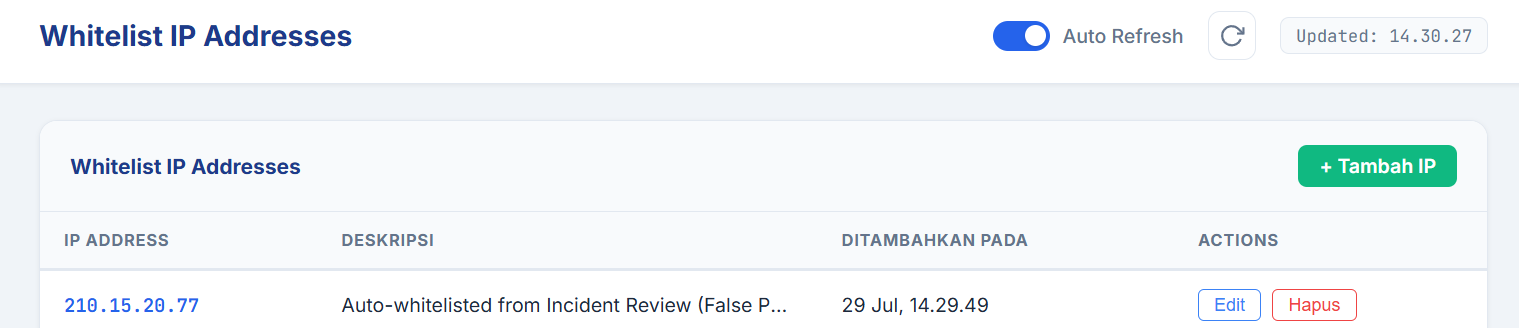 Whitelist IP Addresses Auto Refresh Updated: 14.30.27
Whitelist IP Addresses + Tambah IP
IP ADDRESS DESKRIPSI DITAMBAHKAN PADA ACTIONS
210.15.20.77 Auto-whitelisted from Incident Review (False P... 29 Jul, 14.29.49 Edit Hapus